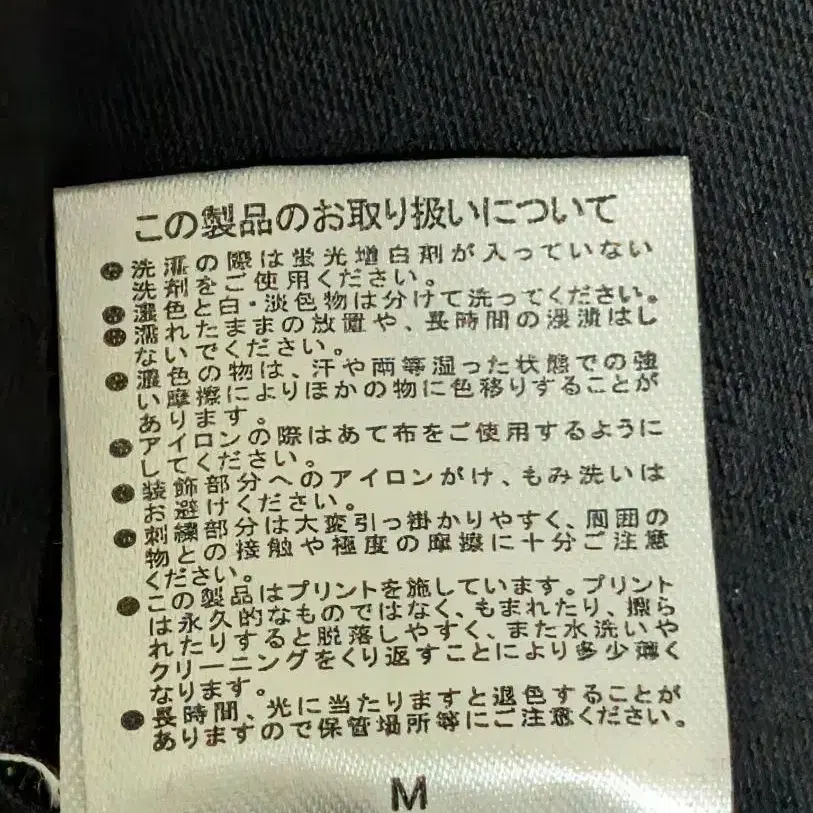 この製品のお取り扱いについて
●洗濯の際は蛍光増白剤が入っていない
洗剤をご使用ください。
●濃色と白・淡色物は分けて洗ってください。
●濡れたままの放置や、長時間の浸漬はし
ないでください。
●濃色の物は、汗や雨等湿った状態での強
い摩擦によりほかの物に色移りすることが
あります。
●アイロンの際はあて布をご使用するように
してください。
●装飾部分へのアイロンがけ、もみ洗いは
お避けください。
●刺繍部分は大変引っ掛かりやすく、周囲の
物との接触や極度の摩擦に十分ご注意
ください。
●この製品はプリントを施しています。プリント
は永久的なものではなく、もまれたり、擦ら
れたりすると脱落しやすく、また水洗いや
クリーニングをくり返すことにより多少薄く
なります。
●長時間、光に当たりますと退色することが
ありますので保管場所等にご注意ください。
M